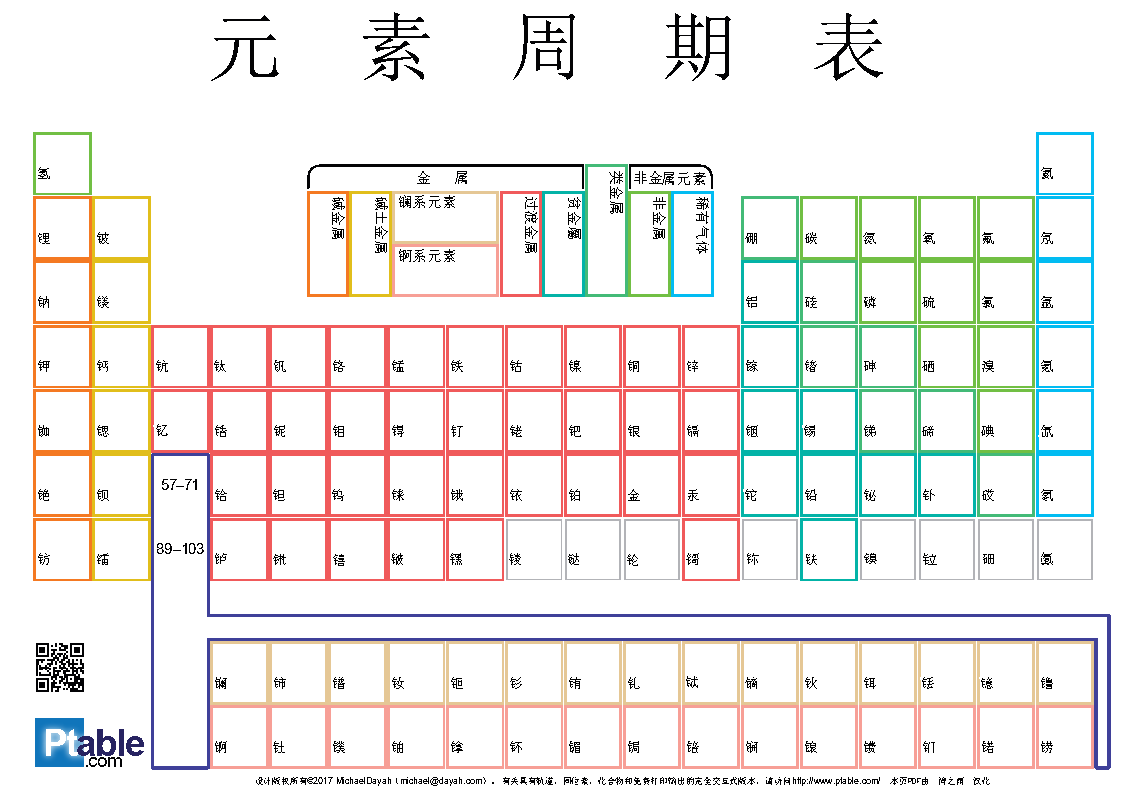 元素周期表
氢 氦
金属 类金属 非金属元素
碱金属 碱土金属 镧系元素 过渡金属 贫金属 非金属 稀有气体
锕系元素
锂 铍 硼 碳 氮 氧 氟 氖
钠 镁 铝 硅 磷 硫 氯 氩
钾 钙 钪 钛 钒 铬 锰 铁 钴 镍 铜 锌 镓 锗 砷 硒 溴 氪
铷 锶 钇 锆 铌 钼 锝 钌 铑 钯 银 镉 铟 锡 锑 碲 碘 氙
铯 钡 57–71 铪 钽 钨 铼 锇 铱 铂 金 汞 铊 铅 铋 钋 砹 氡
钫 镭 89–103 𬬻 𬭊 𬭳 𬭛 𬭶 鿏 𫟼 𬬭 鿔 鿭 𫓧 镆 𫟷 鿬 鿫
镧 铈 镨 钕 钷 钐 铕 钆 铽 镝 钬 铒 铥 镱 镥
锕 钍 镤 铀 镎 钚 镅 锔 锫 锎 锿 镄 钔 锘 铹
Ptable
.com
设计版权所有©2017 MichaelDayah（michael@dayah.com）。有关具有轨道，同位素，化合物和免费打印输出的完全交互式版本，请访问http://www.ptable.com/ 本页PDF由 汉化